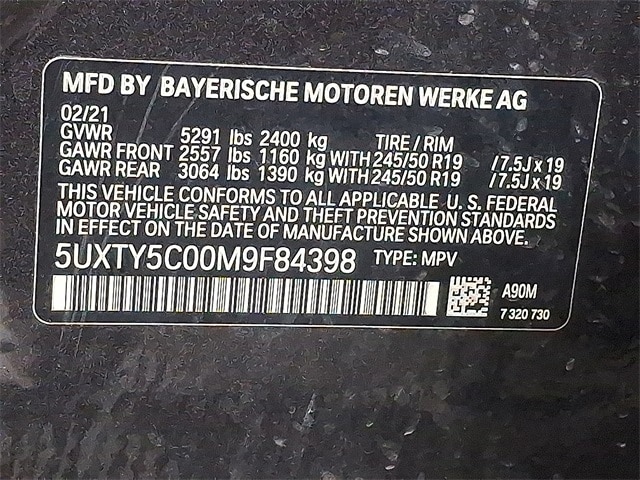 MFD BY BAYERISCHE MOTOREN WERKE AG
02/21
GVWR 5291 lbs 2400 kg TIRE / RIM
GAWR FRONT 2557 lbs 1160 kg WITH 245/50 R19 / 7.5J x 19
GAWR REAR 3064 lbs 1390 kg WITH 245/50 R19 / 7.5J x 19
THIS VEHICLE CONFORMS TO ALL APPLICABLE U. S. FEDERAL
MOTOR VEHICLE SAFETY AND THEFT PREVENTION STANDARDS
IN EFFECT ON THE DATE OF MANUFACTURE SHOWN ABOVE.
5UXTY5C00M9F84398 TYPE: MPV
A90M
7 320 730